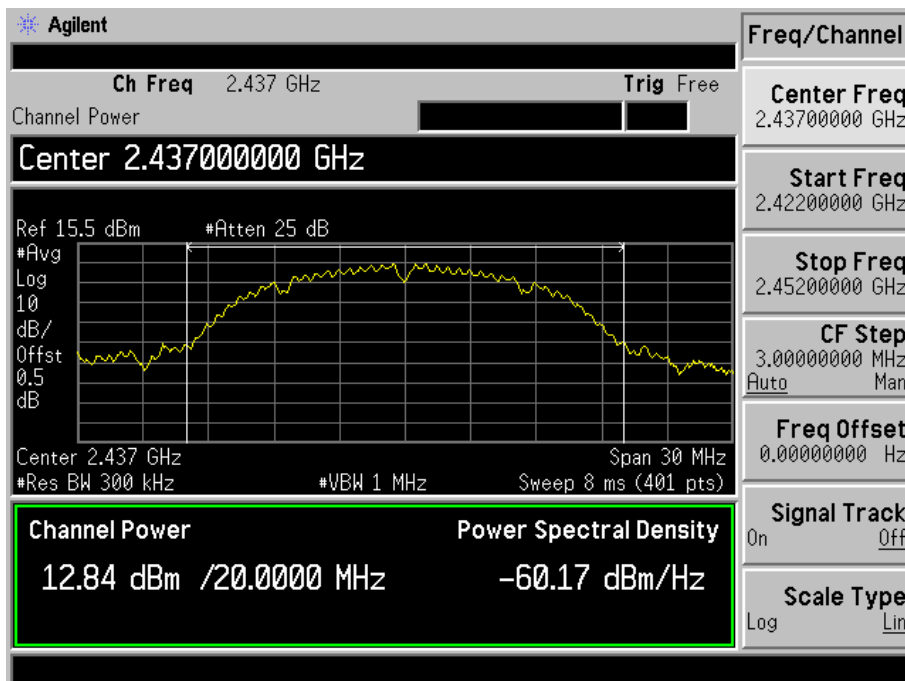 Agilent
Freq/Channel
Ch Freq 2.437 GHz Trig Free
Channel Power
Center 2.437000000 GHz
Ref 15.5 dBm #Atten 25 dB
#Avg
Log
10
dB/
Offst
0.5
dB
Center 2.437 GHz Span 30 MHz
#Res BW 300 kHz #VBW 1 MHz Sweep 8 ms (401 pts)
Channel Power Power Spectral Density
12.84 dBm /20.0000 MHz -60.17 dBm/Hz
Center Freq
2.43700000 GHz
Start Freq
2.42200000 GHz
Stop Freq
2.45200000 GHz
CF Step
3.00000000 MHz
Auto Man
Freq Offset
0.00000000 Hz
Signal Track
On Off
Scale Type
Log Lin